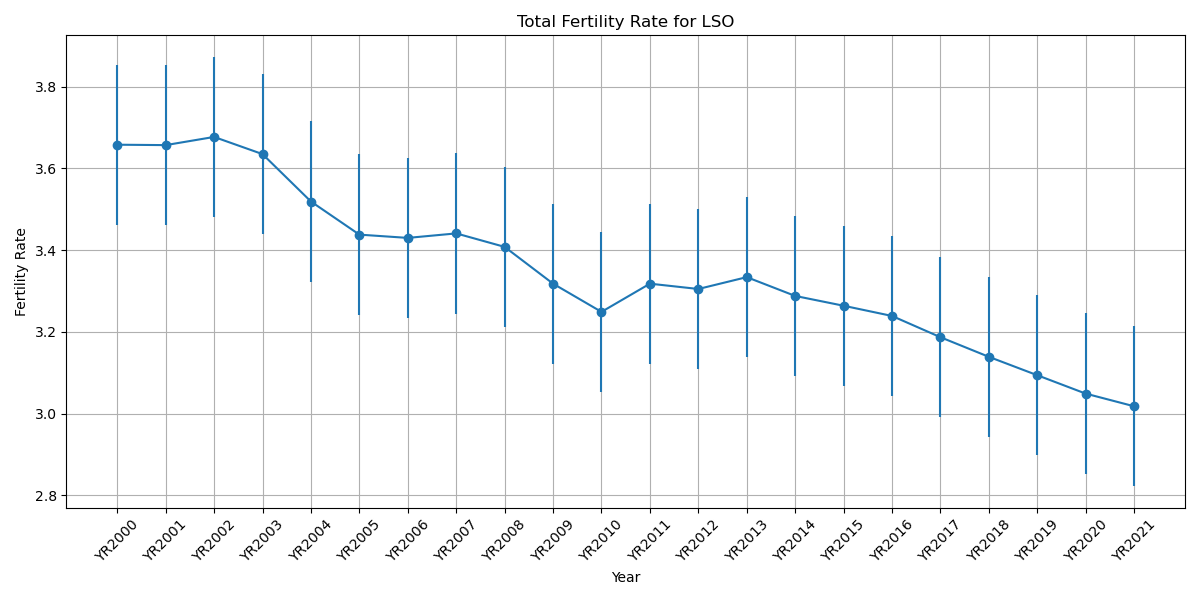 Total Fertility Rate for LSO
Fertility Rate
3.8
3.6
3.4
3.2
3.0
2.8
YR2000
YR2001
YR2002
YR2003
YR2004
YR2005
YR2006
YR2007
YR2008
YR2009
YR2010
YR2011
YR2012
YR2013
YR2014
YR2015
YR2016
YR2017
YR2018
YR2019
YR2020
YR2021
Year